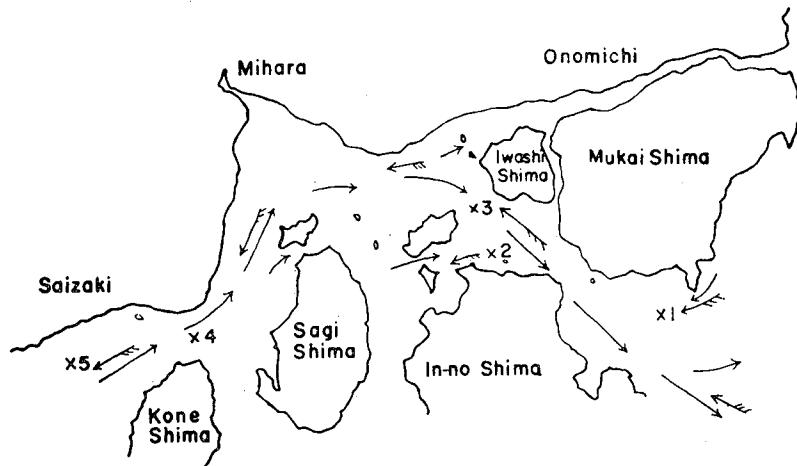 Onomichi
Mihara
Iwashi
Shima
Mukai Shima
×3
×2
Saizaki
×1
×4
Sagi
Shima
×5
In-no Shima
Kone
Shima